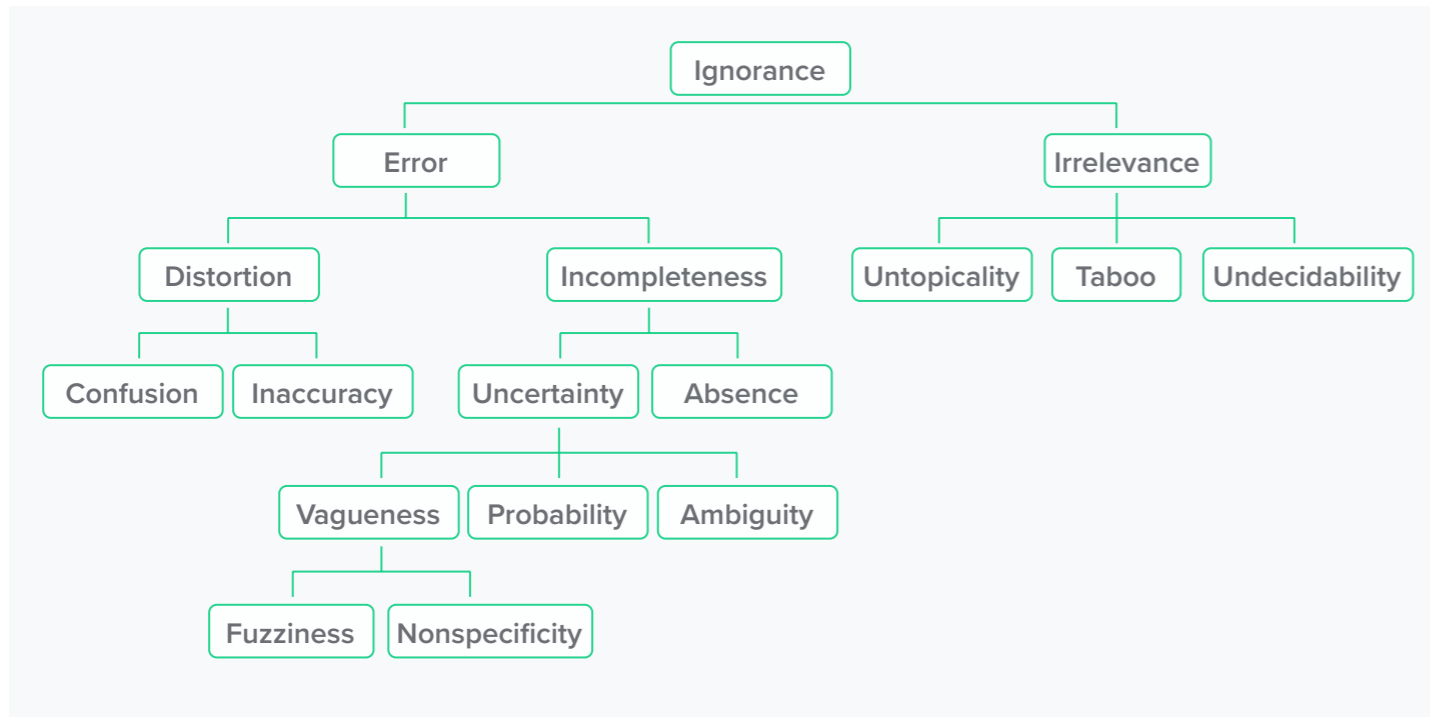 Ignorance
Error
Irrelevance
Distortion
Incompleteness
Untopicality
Taboo
Undecidability
Confusion
Inaccuracy
Uncertainty
Absence
Vagueness
Probability
Ambiguity
Fuzziness
Nonspecificity